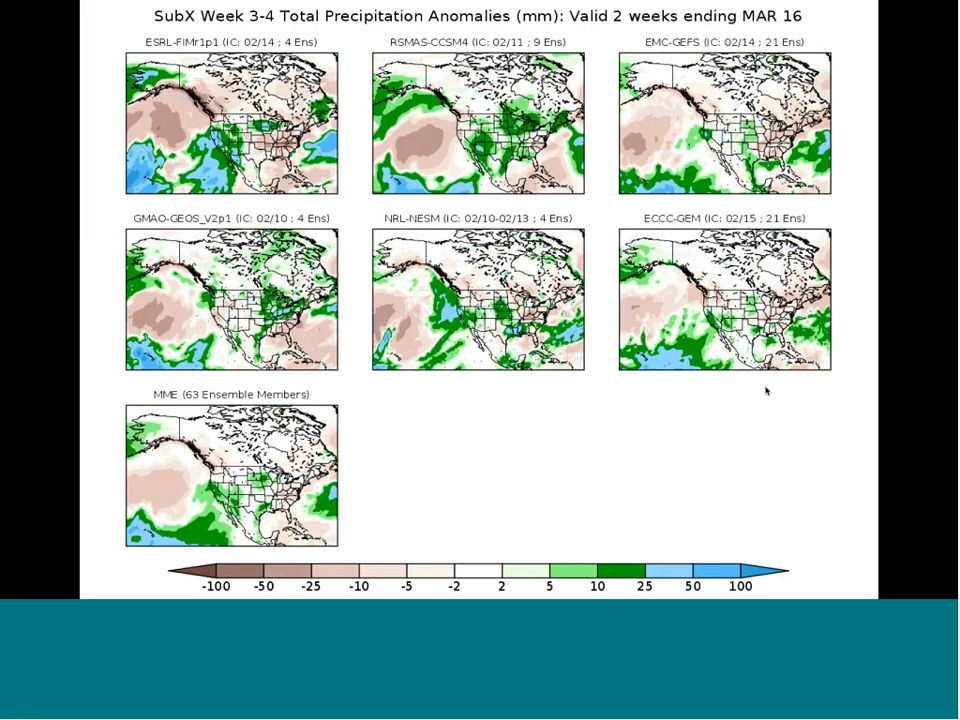 SubX Week 3-4 Total Precipitation Anomalies (mm): Valid 2 weeks ending MAR 16
ESRL-FIMr1p1 (IC: 02/14 ; 4 Ens)
RSMAS-CCSM4 (IC: 02/11 ; 9 Ens)
EMC-GEFS (IC: 02/14 ; 21 Ens)
GMAO-GEOS_V2p1 (IC: 02/10 ; 4 Ens)
NRL-NESM (IC: 02/10-02/13 ; 4 Ens)
ECCC-GEM (IC: 02/15 ; 21 Ens)
MME (63 Ensemble Members)
-100 -50 -25 -10 -5 -2 2 5 10 25 50 100